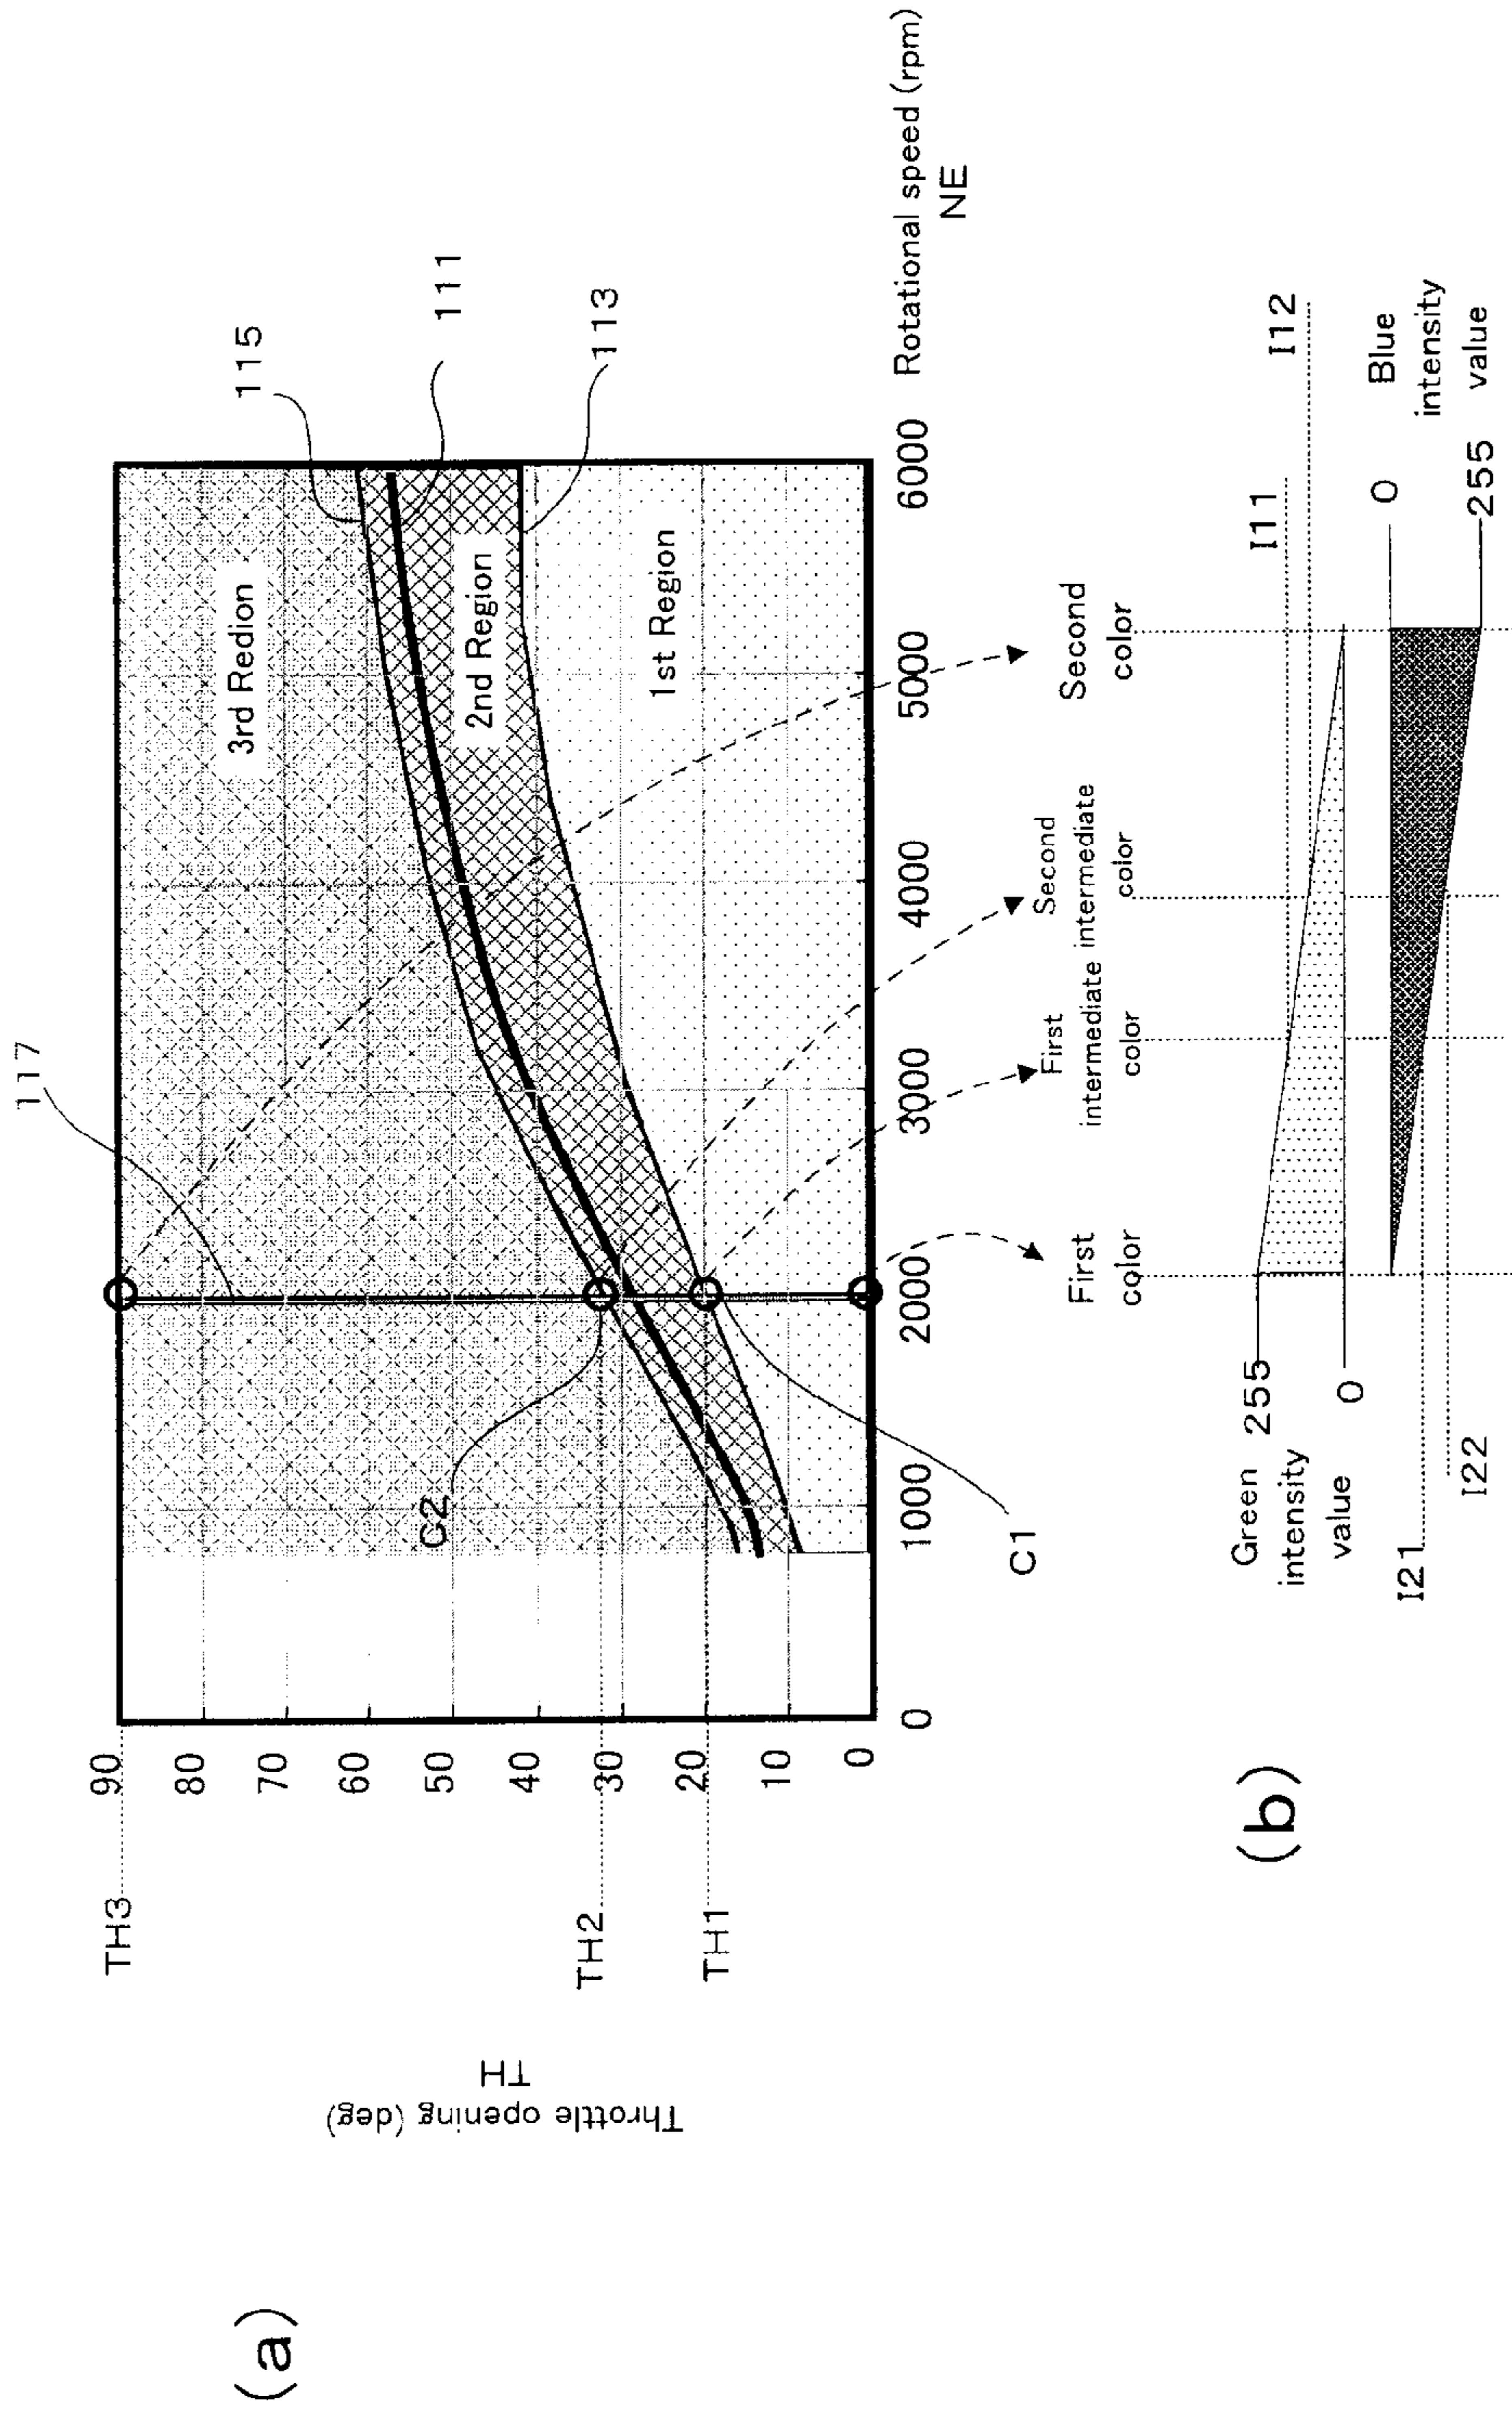 (a)
Throttle opening (deg)
TH
TH3
TH2
TH1
90
80
70
60
50
40
30
20
10
0
117
115
111
113
3rd Redion
2nd Region
1st Region
C2
C1
0
1000
2000
3000
4000
5000
6000
Rotational speed (rpm)
NE
(b)
First
color
First
intermediate
color
Second
intermediate
color
Second
color
Green
intensity
value
255
0
I11
I12
I21
I22
0
255
Blue
intensity
value